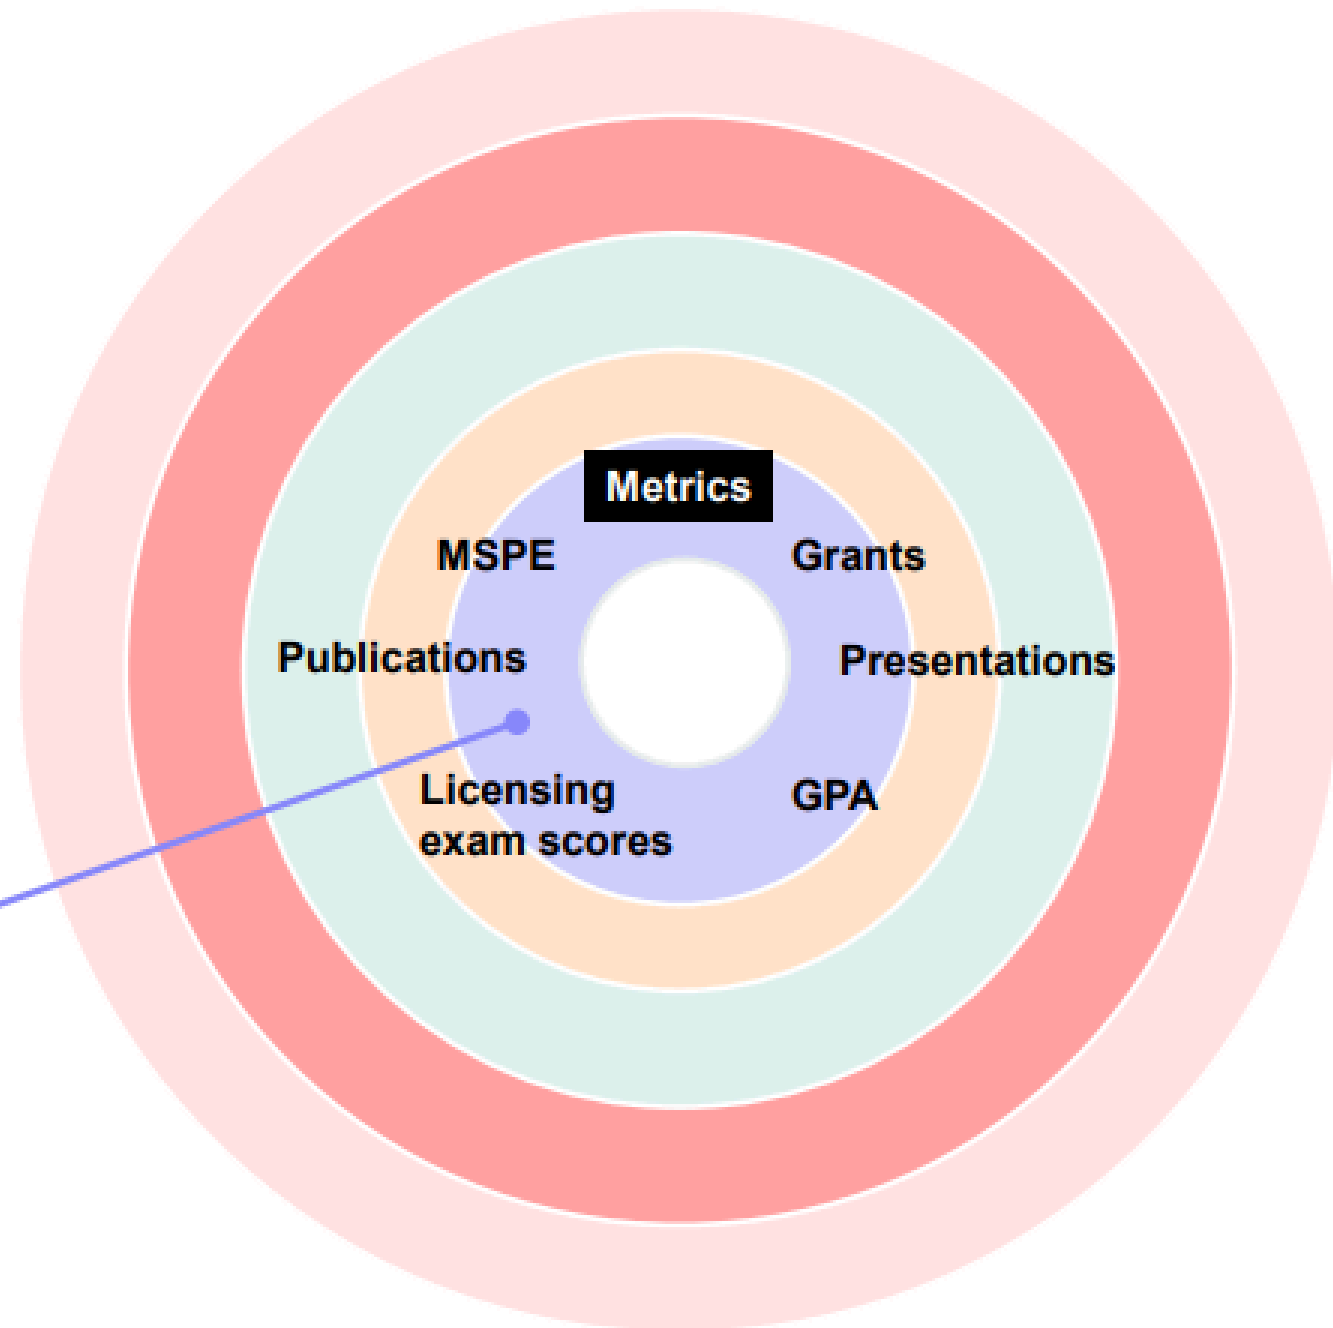 Metrics
MSPE
Grants
Publications
Presentations
Licensing
exam scores
GPA